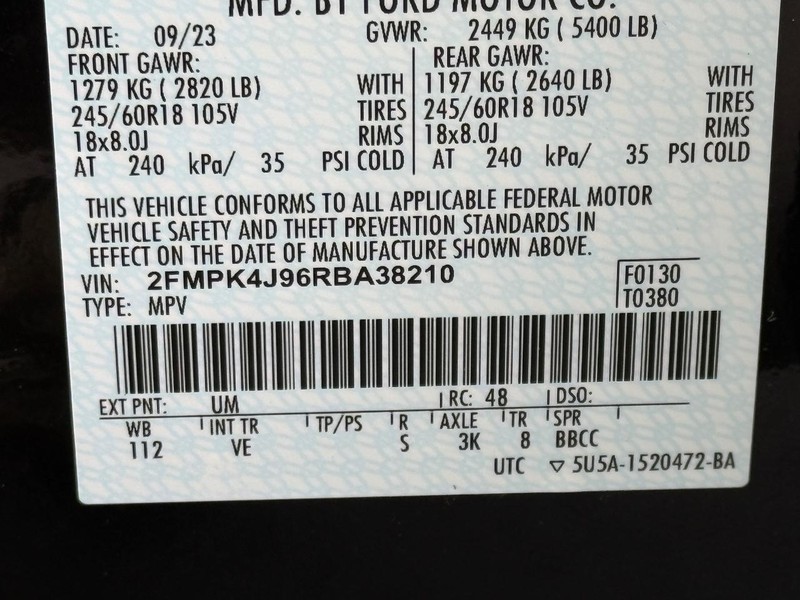 MFD. BY FORD MOTOR CO.
DATE: 09/23 GVWR: 2449 KG ( 5400 LB)
FRONT GAWR: REAR GAWR:
1279 KG ( 2820 LB) WITH 1197 KG ( 2640 LB) WITH
245/60R18 105V TIRES 245/60R18 105V TIRES
18x8.0J RIMS 18x8.0J RIMS
AT 240 kPa/ 35 PSI COLD AT 240 kPa/ 35 PSI COLD
THIS VEHICLE CONFORMS TO ALL APPLICABLE FEDERAL MOTOR
VEHICLE SAFETY AND THEFT PREVENTION STANDARDS IN
EFFECT ON THE DATE OF MANUFACTURE SHOWN ABOVE.
VIN: 2FMPK4J96RBA38210 F0130
TYPE: MPV T0380
EXT PNT: UM RC: 48 DSO:
WB INT TR TP/PS R AXLE TR SPR
112 VE S 3K 8 BBCC
UTC ▽ 5U5A-1520472-BA